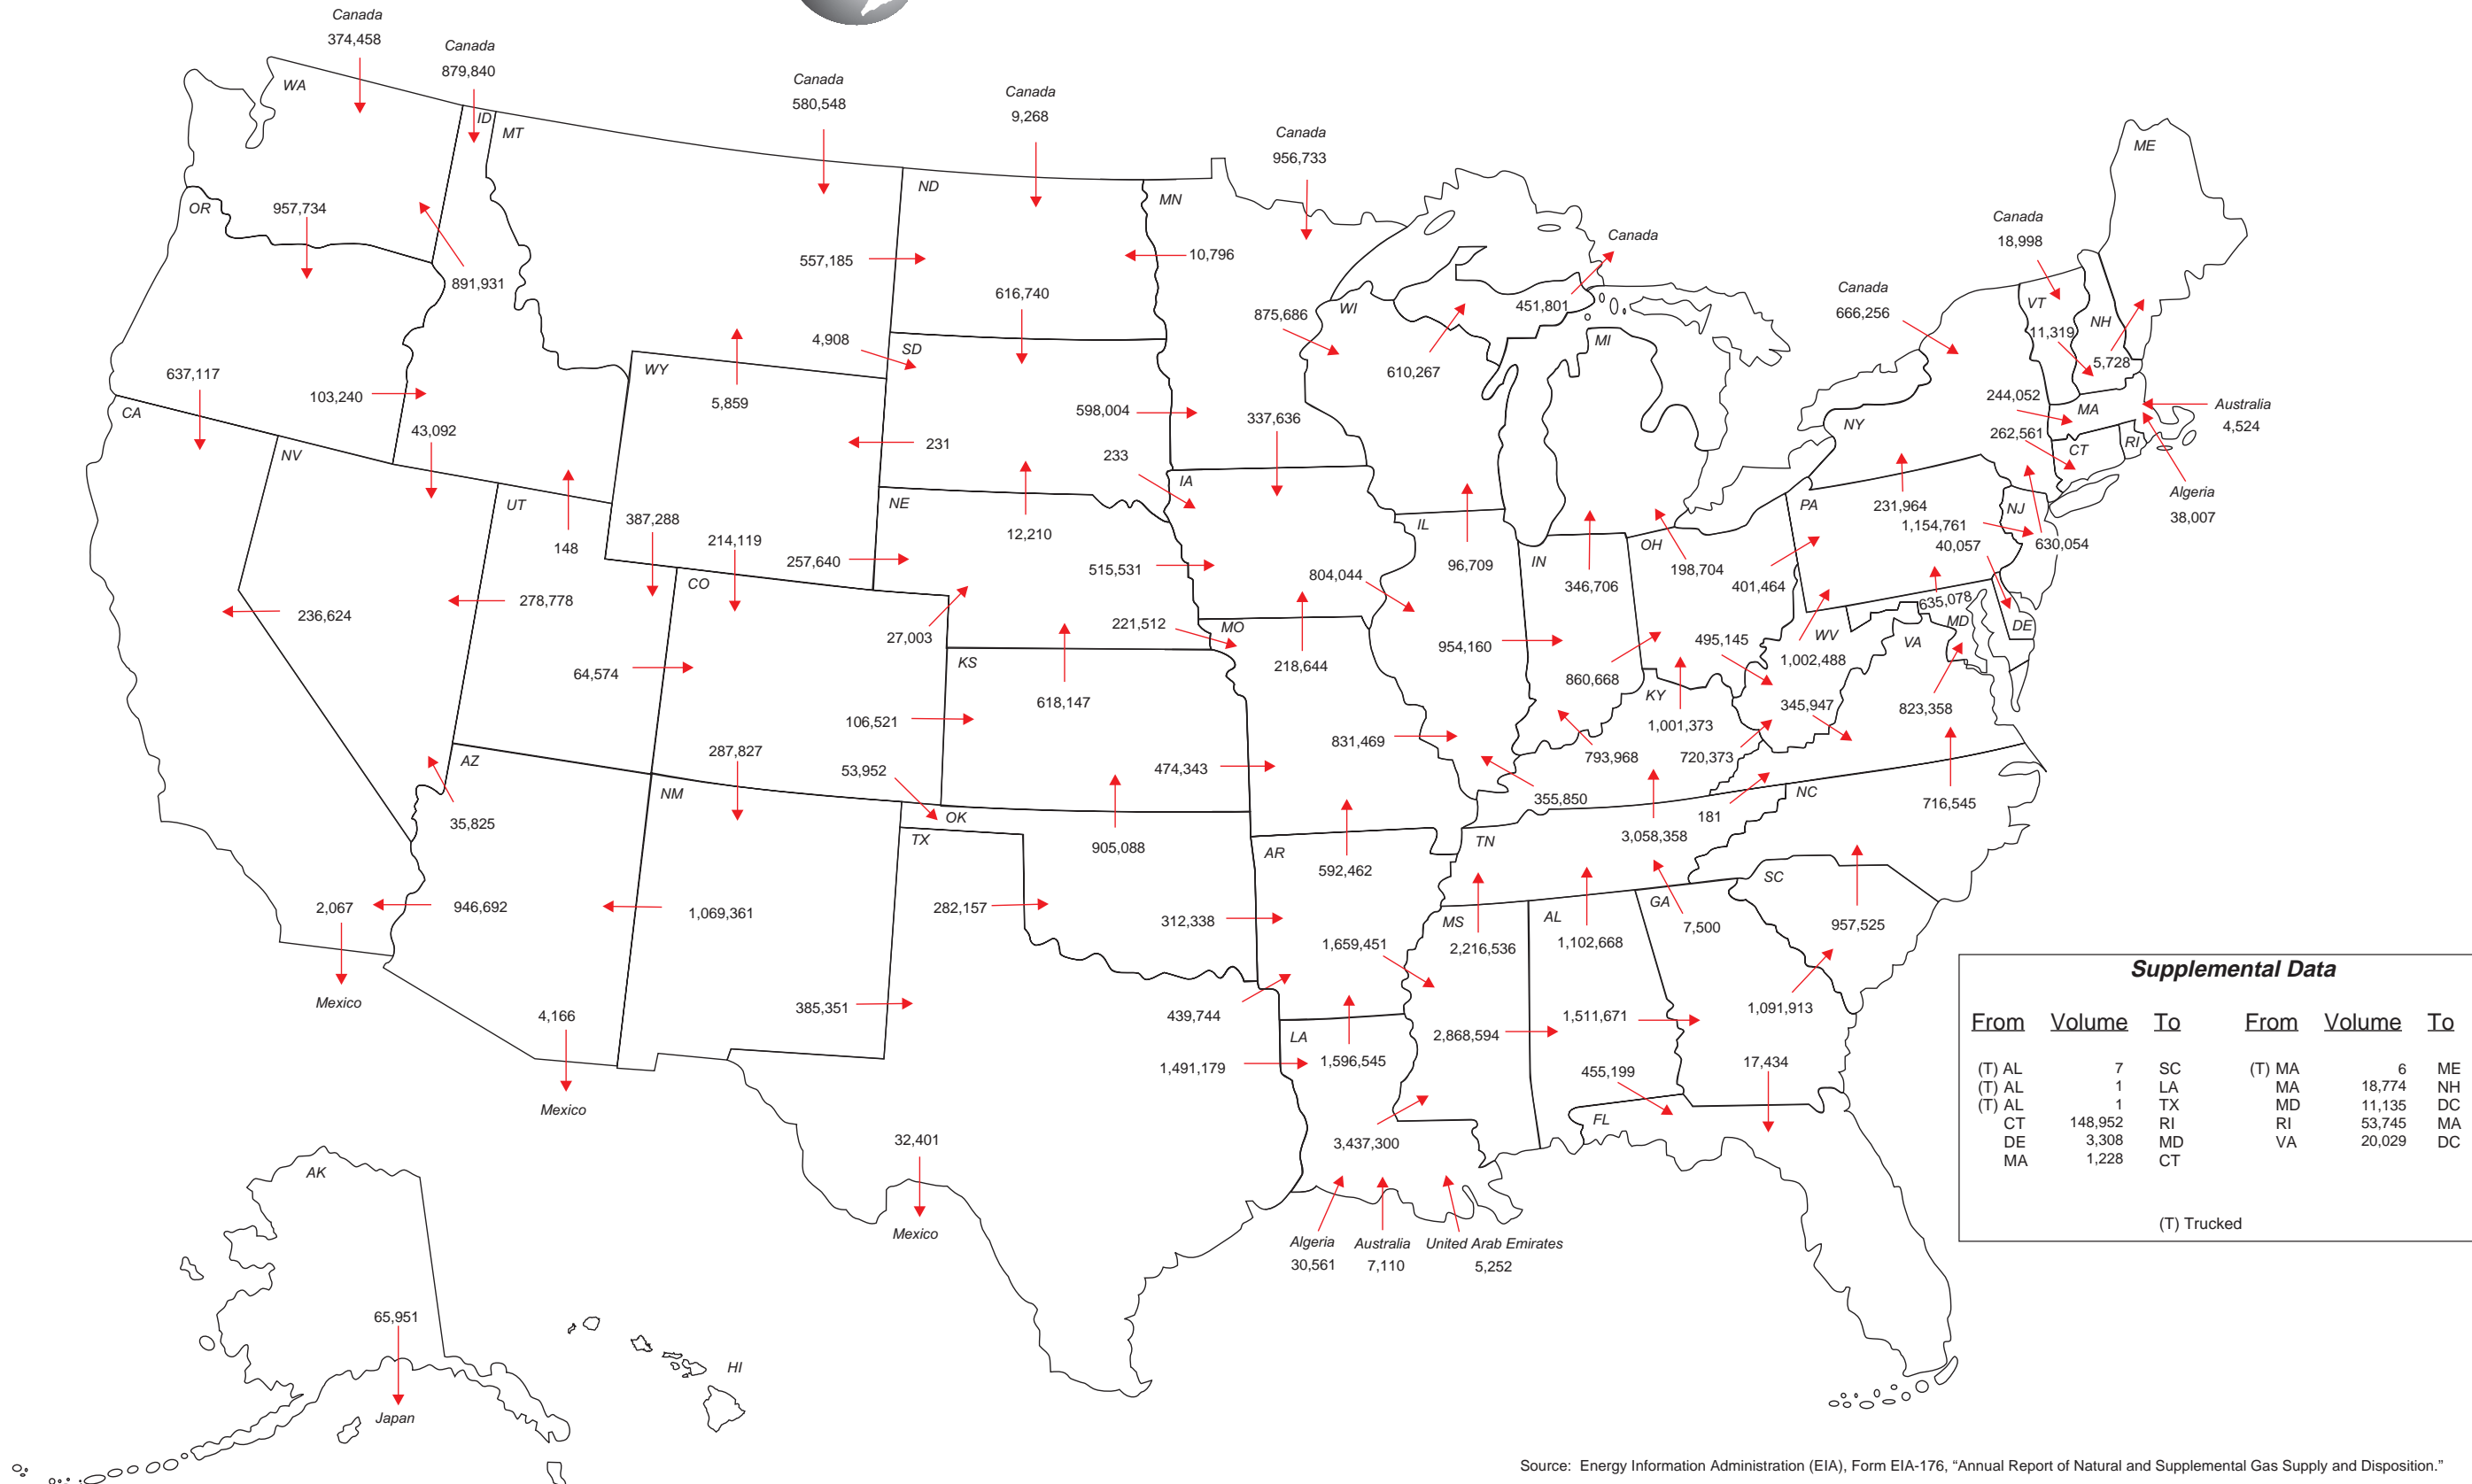 Canada
374,458
Canada
879,840
Canada
580,548
Canada
9,268
Canada
956,733
Canada
Canada
18,998
Canada
666,256
WA
ID
MT
ND
MN
ME
OR
957,734
891,931
557,185
10,796
616,740
4,908
SD
WI
875,686
451,801
610,267
MI
VT
NH
11,319
5,728
637,117
CA
103,240
43,092
WY
5,859
231
598,004
233
337,636
244,052
MA
Australia
4,524
NY
262,561
CT
RI
NV
UT
IA
NE
IL
387,288
214,119
148
257,640
12,210
515,531
804,044
96,709
IN
346,706
OH
198,704
401,464
PA
231,964
1,154,761
NJ
40,057
630,054
Algeria
38,007
CO
236,624
278,778
27,003
221,512
MO
218,644
954,160
860,668
495,145
WV
1,002,488
635,078
MD
DE
VA
64,574
KS
618,147
106,521
KY
1,001,373
345,947
823,358
287,827
53,952
474,343
831,469
793,968
720,373
AZ
NM
35,825
OK
TX
905,088
AR
592,462
355,850
TN
3,058,358
181
NC
716,545
2,067
946,692
1,069,361
282,157
312,338
1,659,451
MS
2,216,536
AL
1,102,668
GA
7,500
SC
957,525
Mexico
4,166
385,351
439,744
LA
1,596,545
2,868,594
1,511,671
1,091,913
Mexico
1,491,179
455,199
17,434
FL
32,401
Mexico
3,437,300
Algeria
30,561
Australia
7,110
United Arab Emirates
5,252
AK
65,951
Japan
HI
Supplemental Data
From Volume To From Volume To
(T) AL 7 SC (T) MA 6 ME
(T) AL 1 LA MA 18,774 NH
(T) AL 1 TX MD 11,135 DC
CT 148,952 RI RI 53,745 MA
DE 3,308 MD VA 20,029 DC
MA 1,228 CT
(T) Trucked
Source: Energy Information Administration (EIA), Form EIA-176, “Annual Report of Natural and Supplemental Gas Supply and Disposition.”